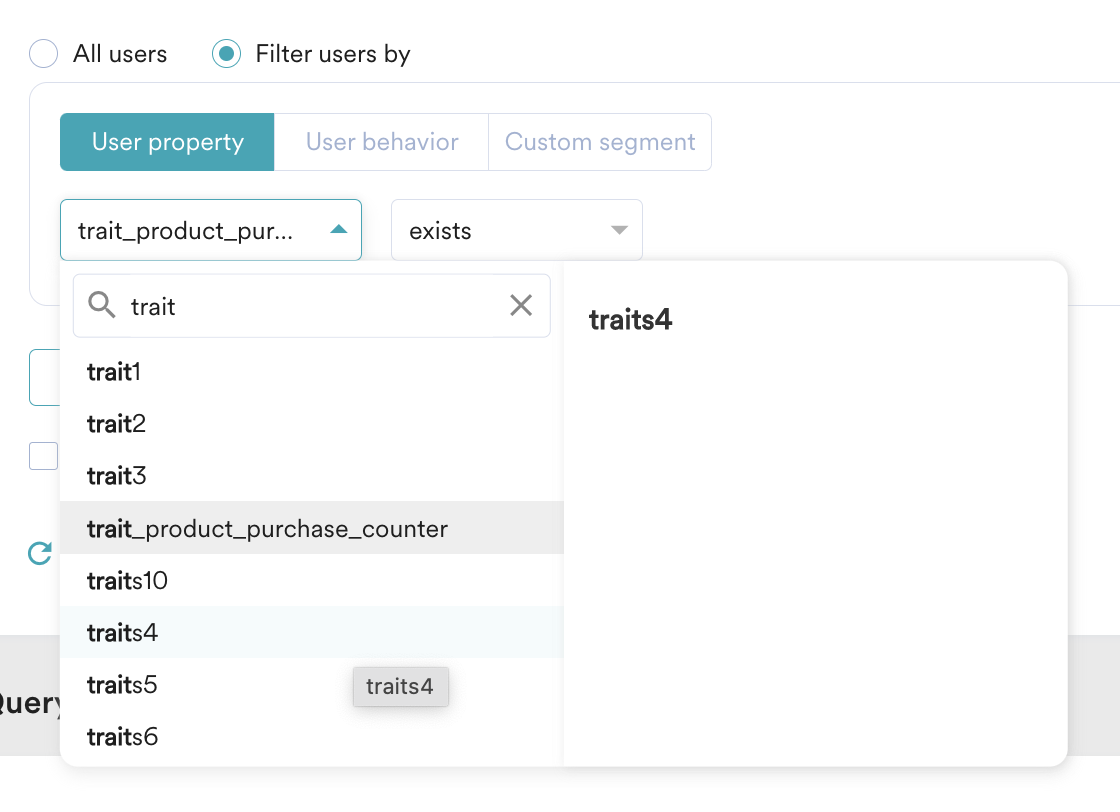 All users Filter users by
User property User behavior Custom segment
trait_product_pur... exists
trait
traits4
trait1
trait2
trait3
trait_product_purchase_counter
traits10
traits4
traits5
traits4
traits6